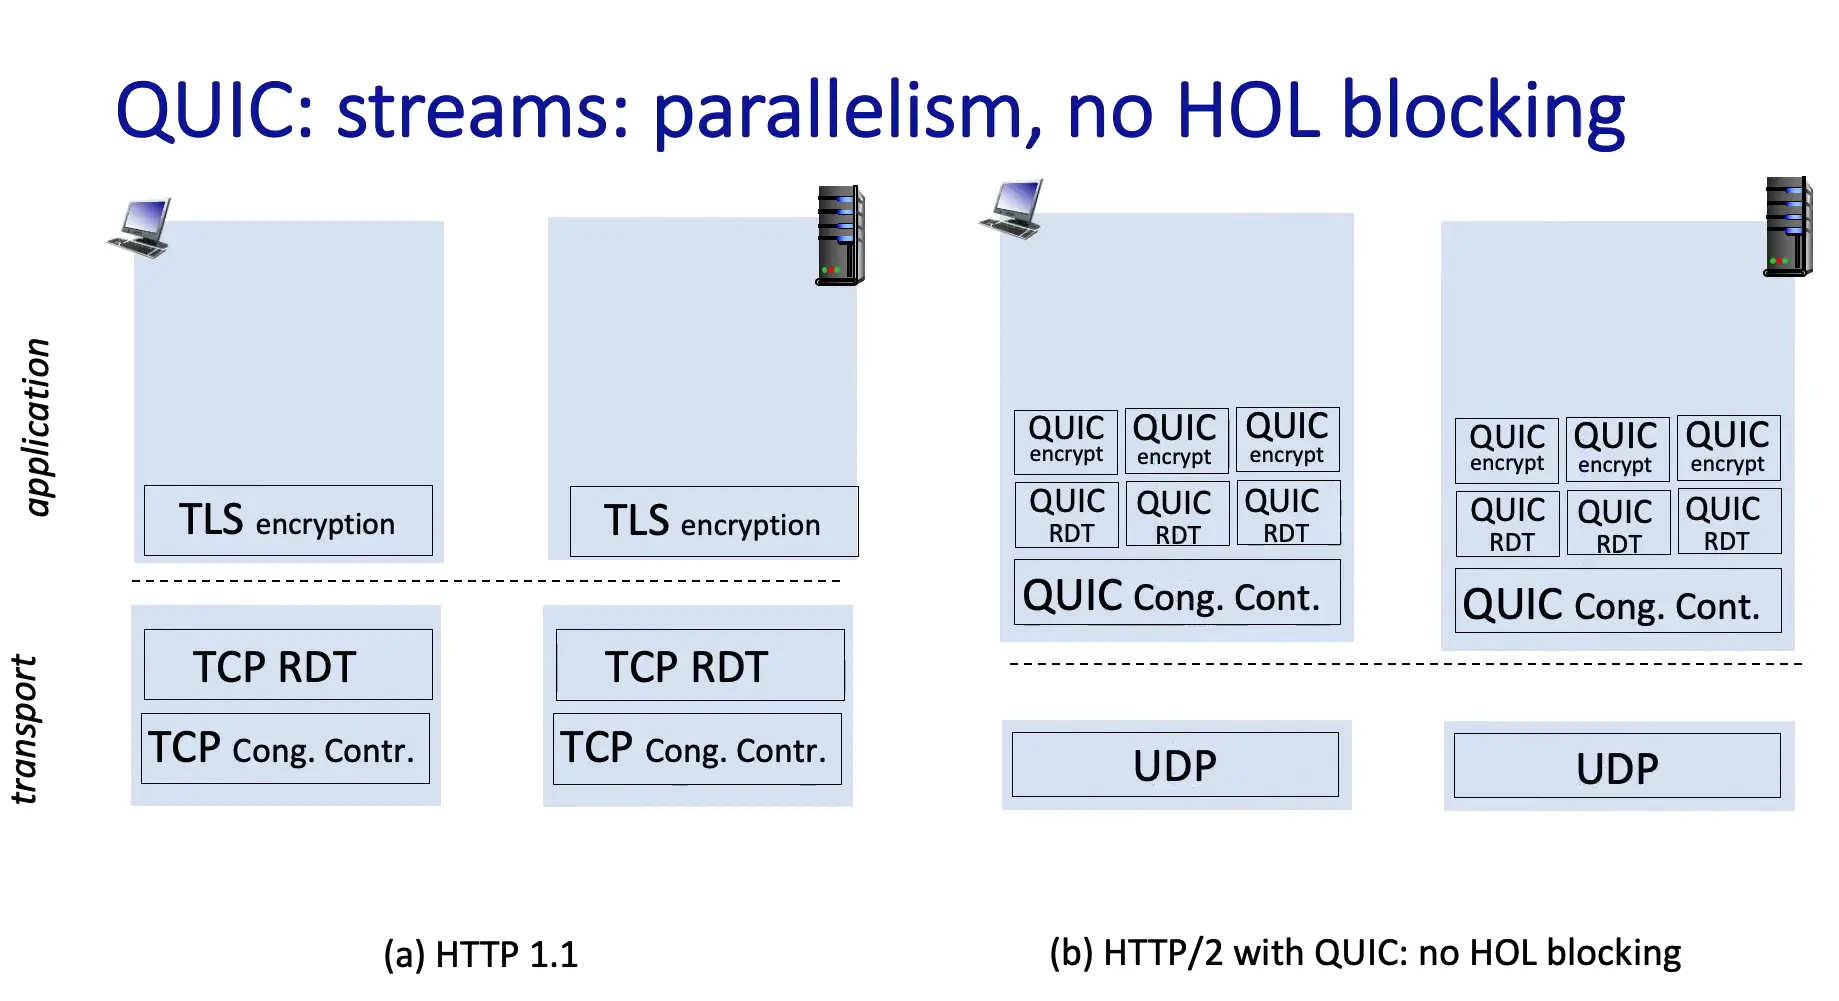 QUIC: streams: parallelism, no HOL blocking
application
transport
TLS encryption
TCP RDT
TCP Cong. Contr.
TLS encryption
TCP RDT
TCP Cong. Contr.
(a) HTTP 1.1
QUIC encrypt
QUIC encrypt
QUIC encrypt
QUIC RDT
QUIC RDT
QUIC RDT
QUIC Cong. Cont.
UDP
QUIC encrypt
QUIC encrypt
QUIC encrypt
QUIC RDT
QUIC RDT
QUIC RDT
QUIC Cong. Cont.
UDP
(b) HTTP/2 with QUIC: no HOL blocking